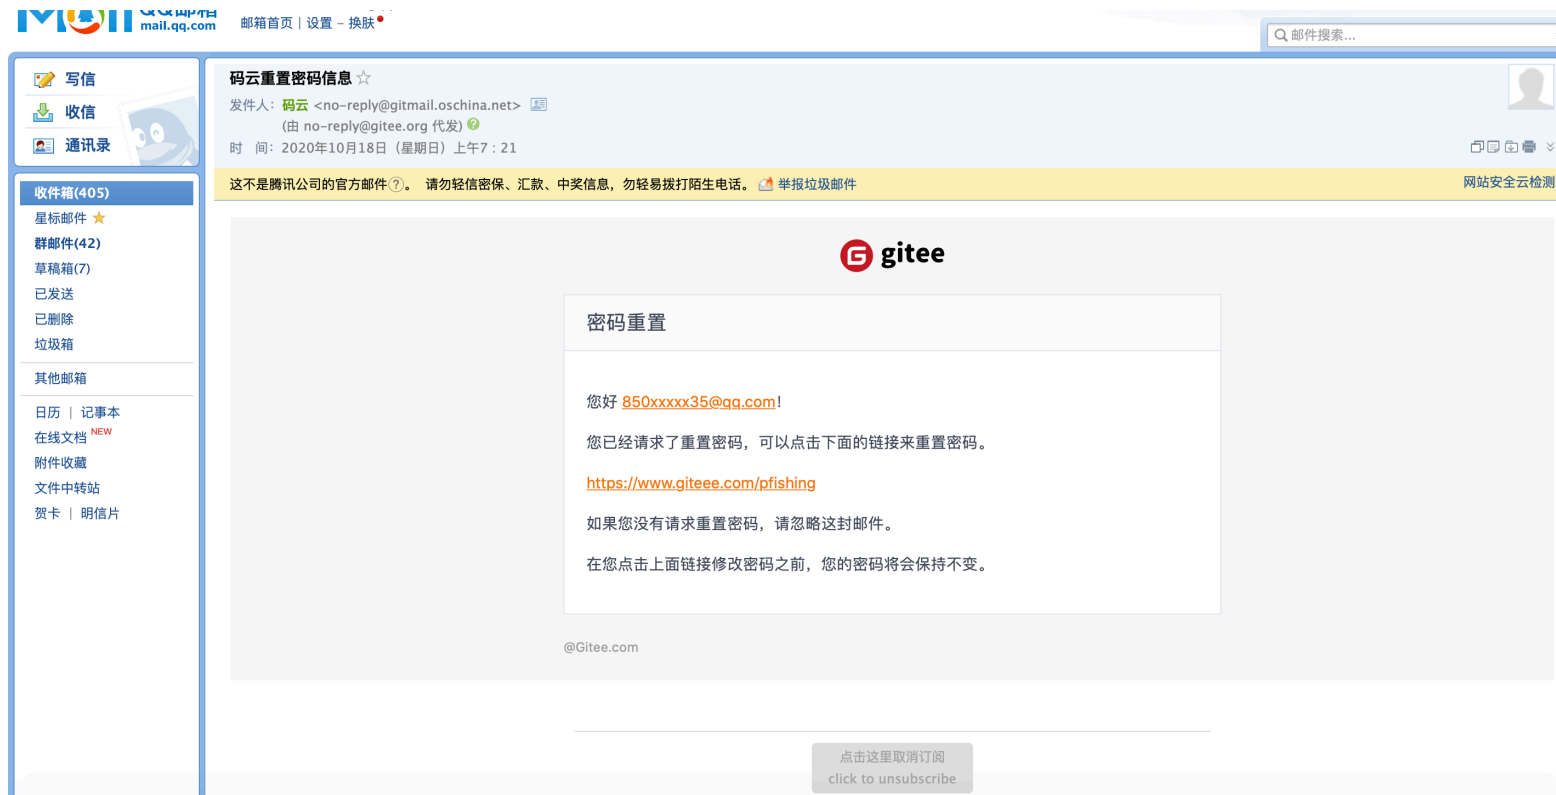 QQ邮箱
mail.qq.com
邮箱首页 | 设置 – 换肤
邮件搜索...
写信
收信
通讯录
收件箱(405)
星标邮件
群邮件(42)
草稿箱(7)
已发送
已删除
垃圾箱
其他邮箱
日历 | 记事本
在线文档 NEW
附件收藏
文件中转站
贺卡 | 明信片
码云重置密码信息
发件人: 码云 <no-reply@gitmail.oschina.net>
(由 no-reply@gitee.org 代发)
时 间: 2020年10月18日 (星期日) 上午7 : 21
这不是腾讯公司的官方邮件?。 请勿轻信密保、汇款、中奖信息，勿轻易拨打陌生电话。 举报垃圾邮件
网站安全云检测
gitee
密码重置
您好 850xxxxx35@qq.com!
您已经请求了重置密码，可以点击下面的链接来重置密码。
https://www.giteee.com/pfishing
如果您没有请求重置密码，请忽略这封邮件。
在您点击上面链接修改密码之前，您的密码将会保持不变。
@Gitee.com
点击这里取消订阅
click to unsubscribe